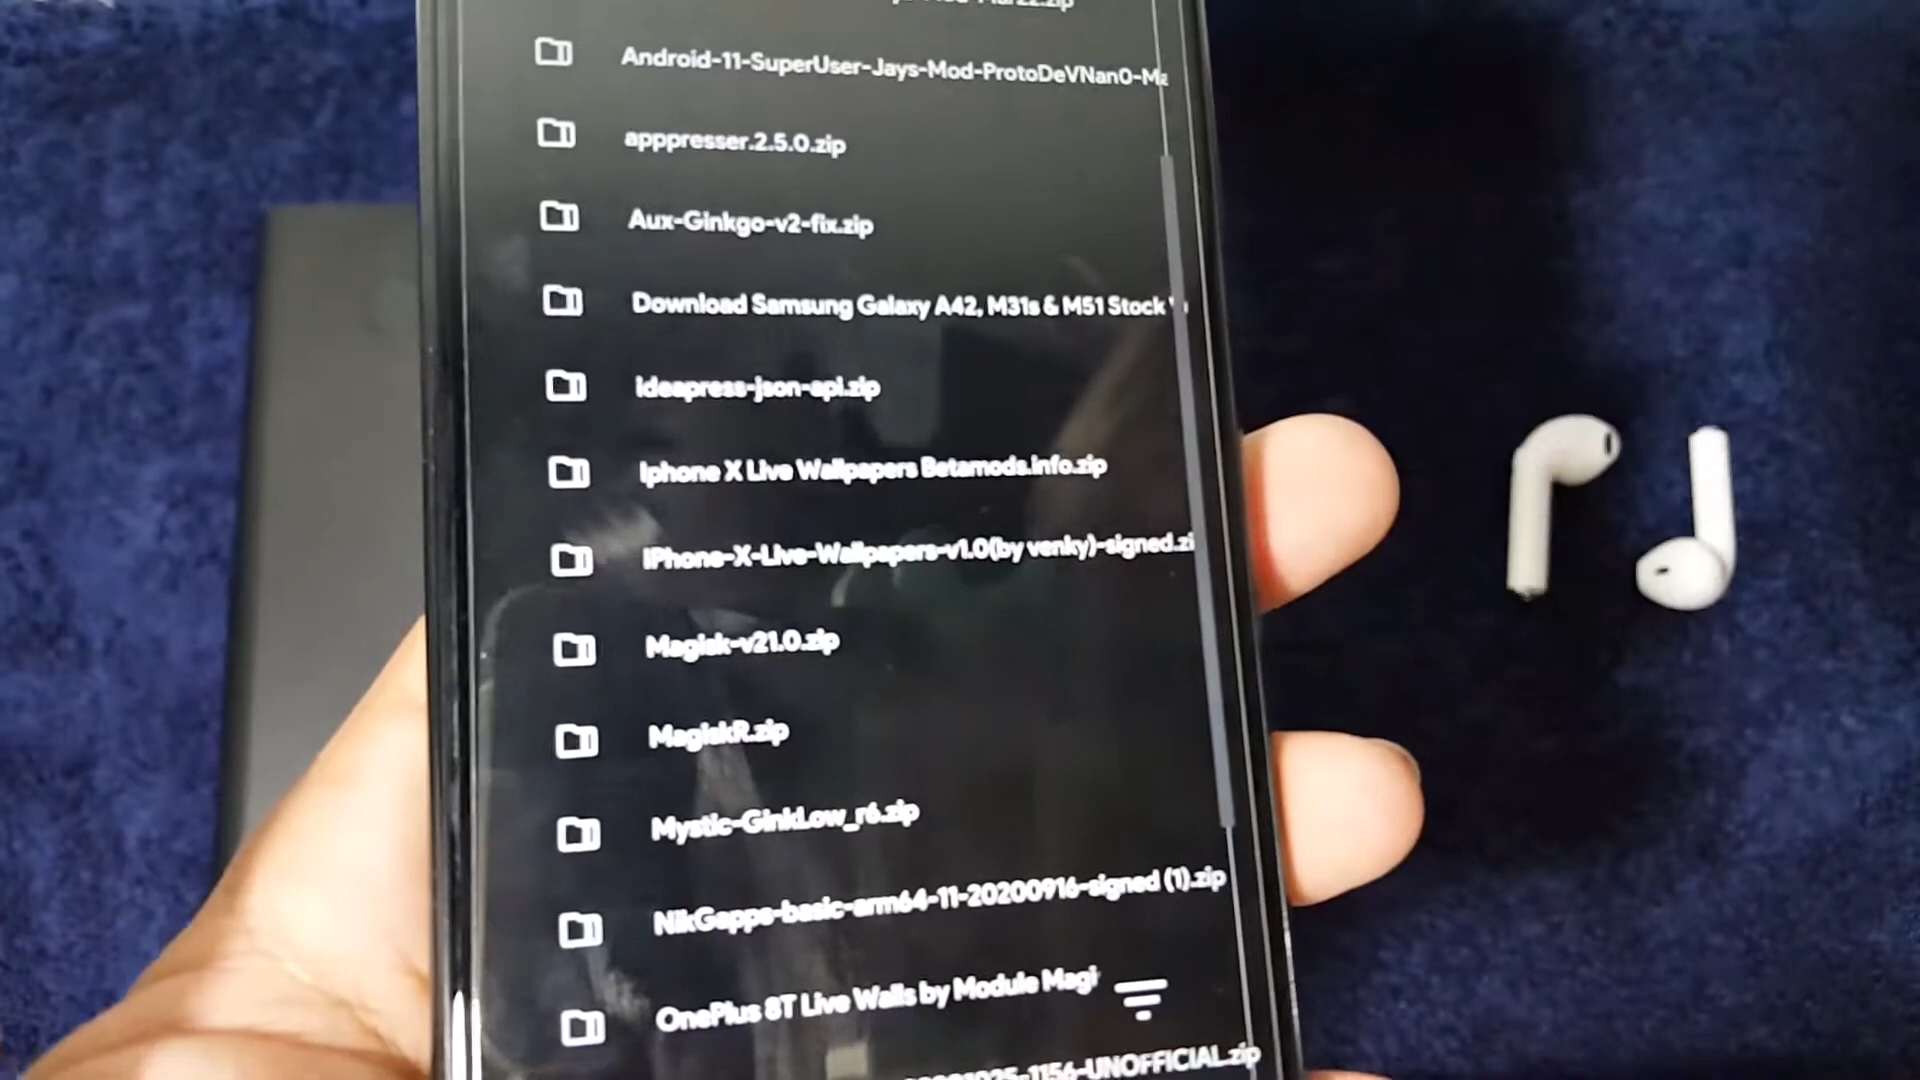 Android-11-SuperUser-Jays-Mod-ProtoDeVNan0-Ma
apppresser.2.5.0.zip
Aux-Ginkgo-v2-fix.zip
Download Samsung Galaxy A42, M31s & M51 Stock
ideapress-json-api.zip
Iphone X Live Wallpapers Betamods.info.zip
IPhone-X-Live-Wallpapers-v1.0(by venky)-signed.zi
Magisk-v21.0.zip
MagiskR.zip
Mystic-GinkLow_r6.zip
NikGapps-basic-arm64-11-20200916-signed (1).zip
OnePlus 8T Live Walls by Module Magi
-1156-UNOFFICIAL.zip